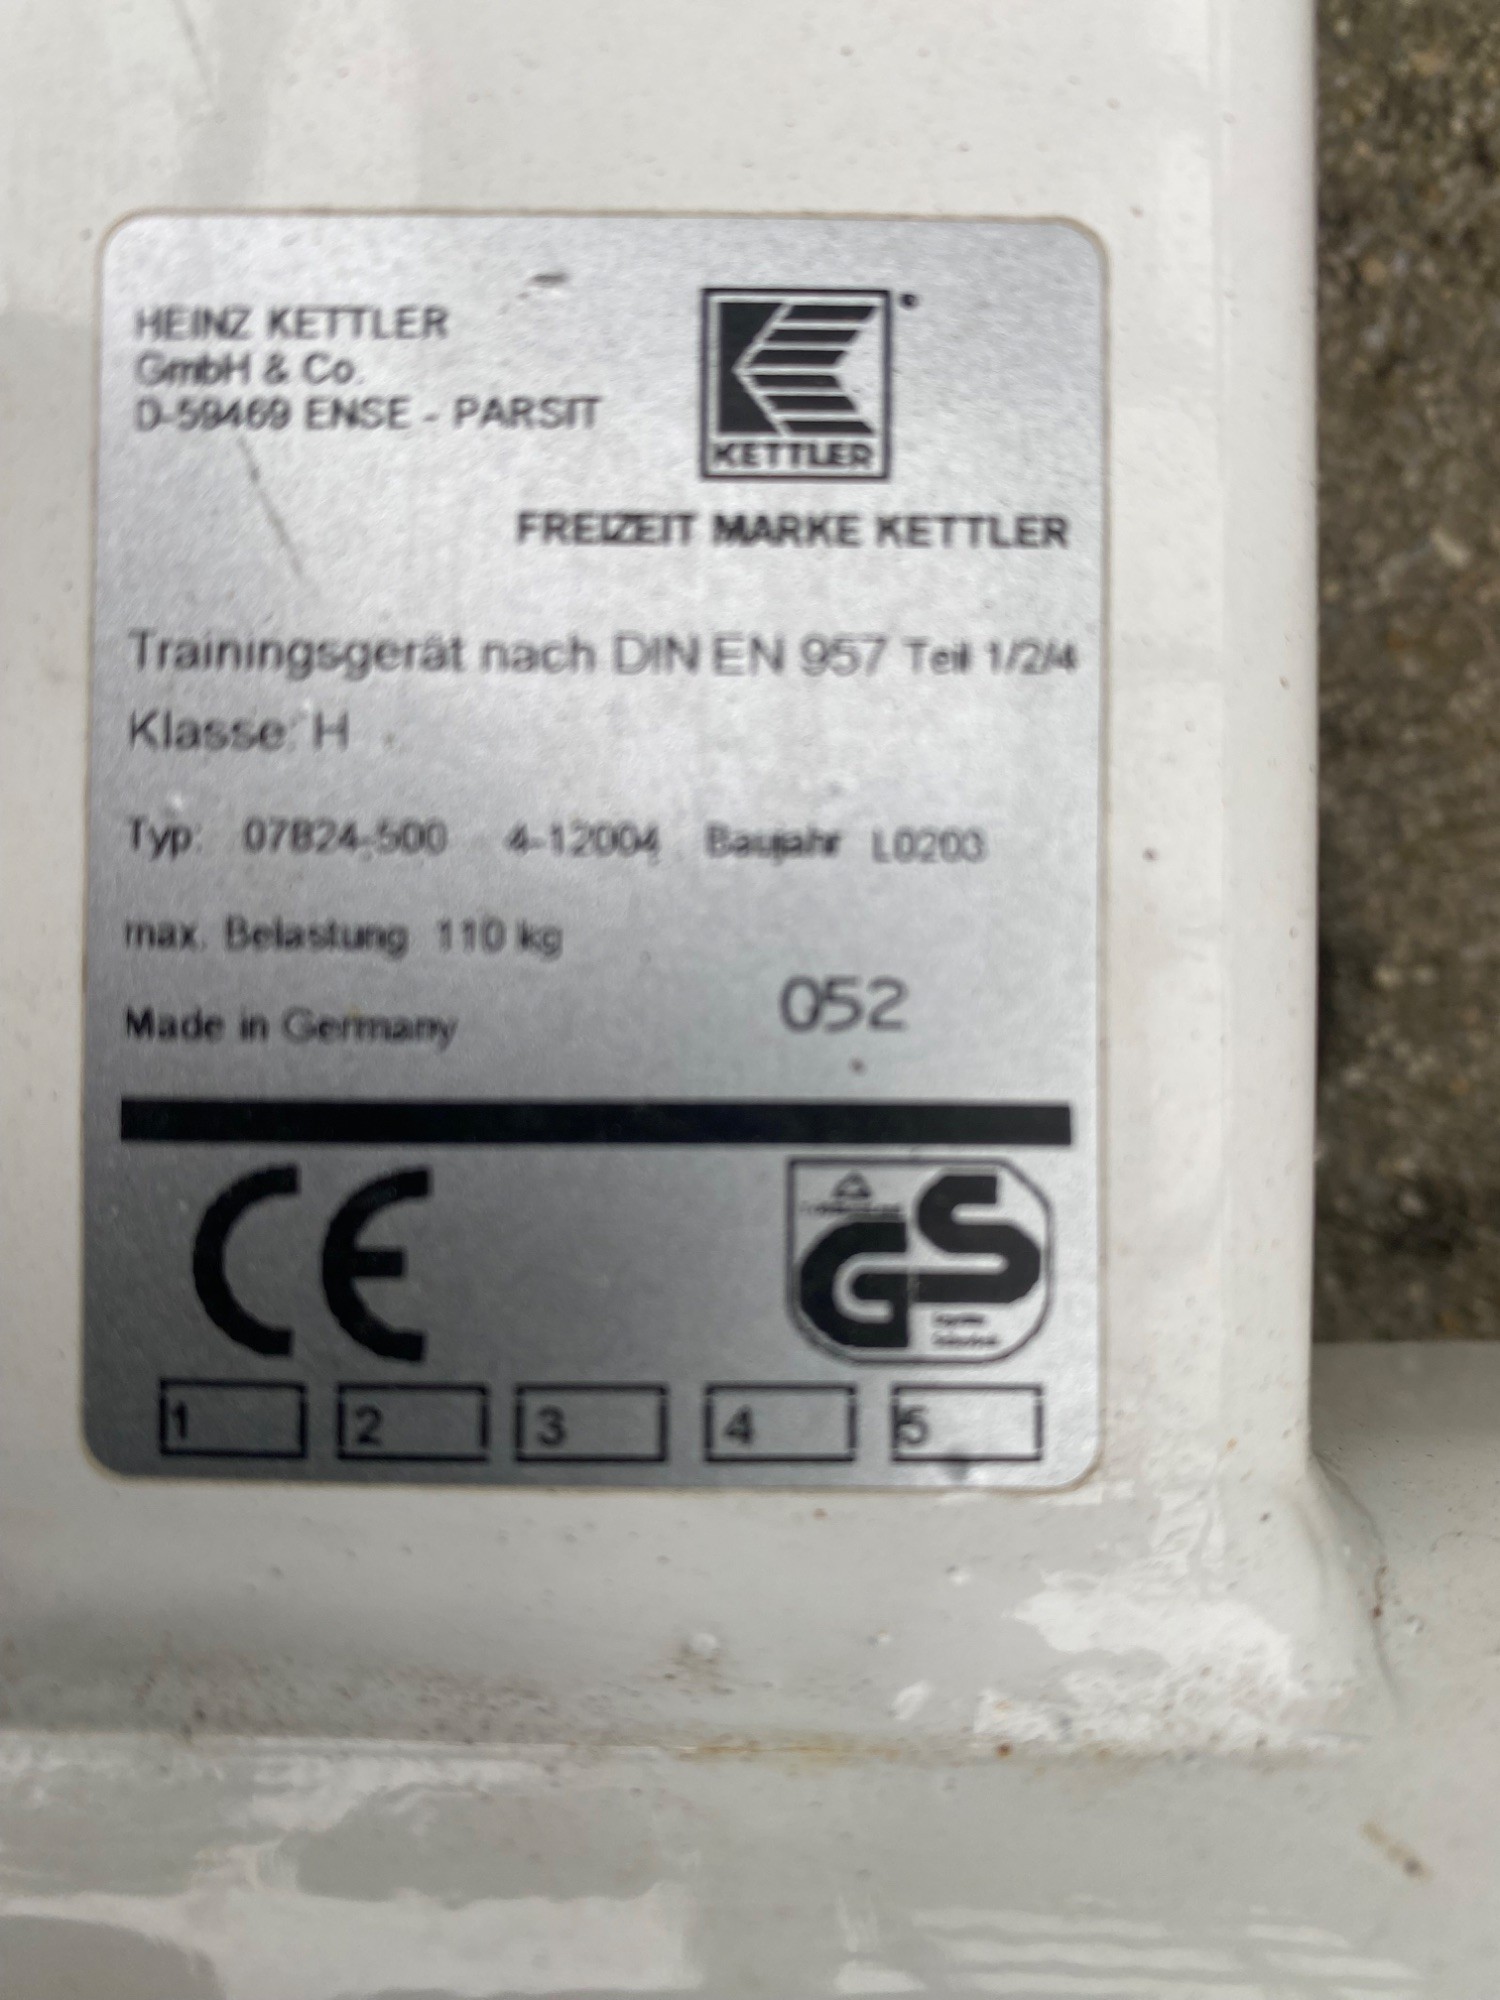 HEINZ KETTLER
GmbH & Co.
D-59469 ENSE - PARSIT
KETTLER
FREIZEIT MARKE KETTLER
Trainingsgerät nach DIN EN 957 Teil 1/2/4
Klasse: H
Typ: 07824-500 4-12004 Baujahr L0203
max. Belastung 110 kg
052
Made in Germany
CE
GS
1 2 3 4 5